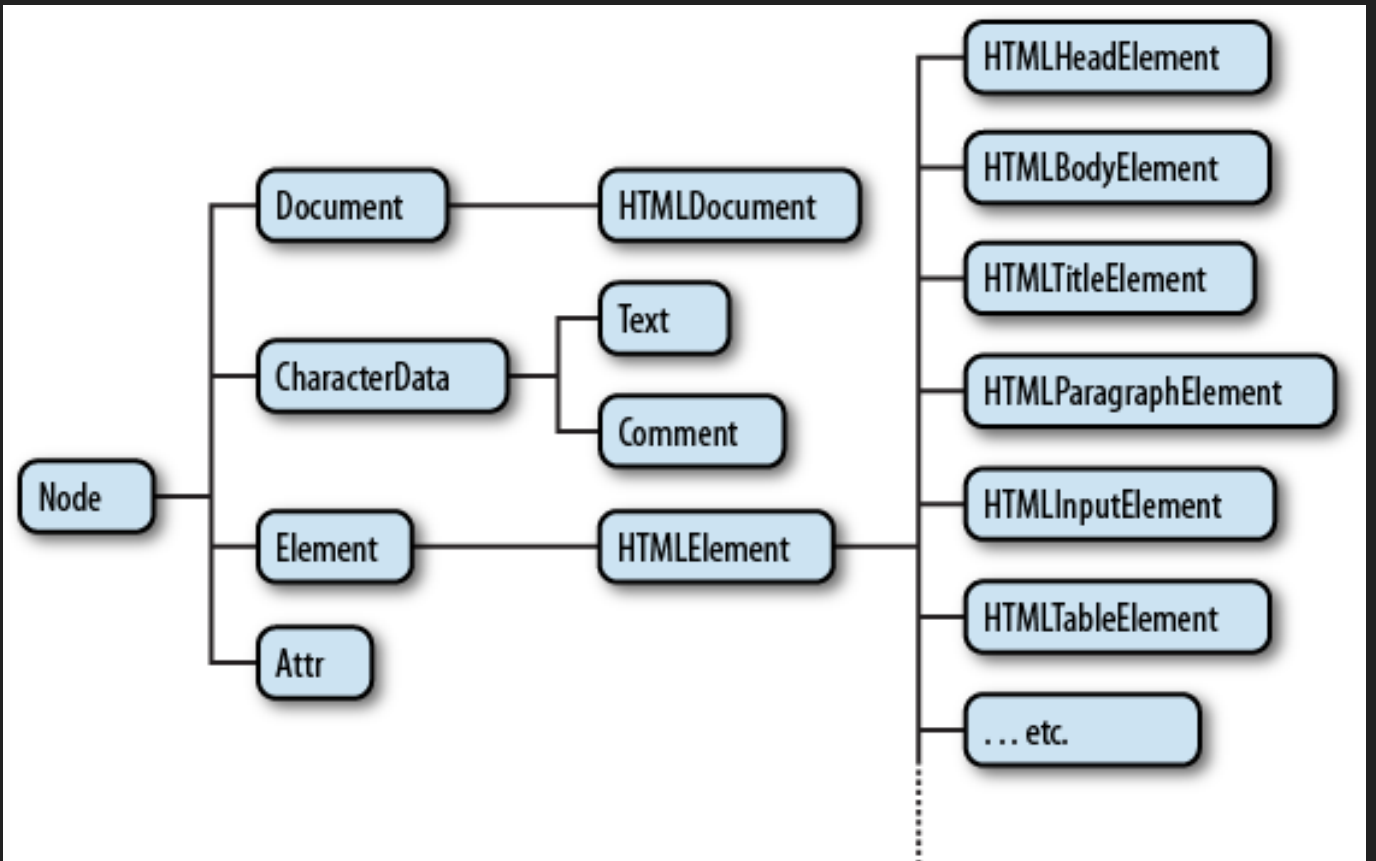 Node
Document
CharacterData
Element
Attr
HTMLDocument
Text
Comment
HTMLElement
HTMLHeadElement
HTMLBodyElement
HTMLTitleElement
HTMLParagraphElement
HTMLInputElement
HTMLTableElement
. . . etc.